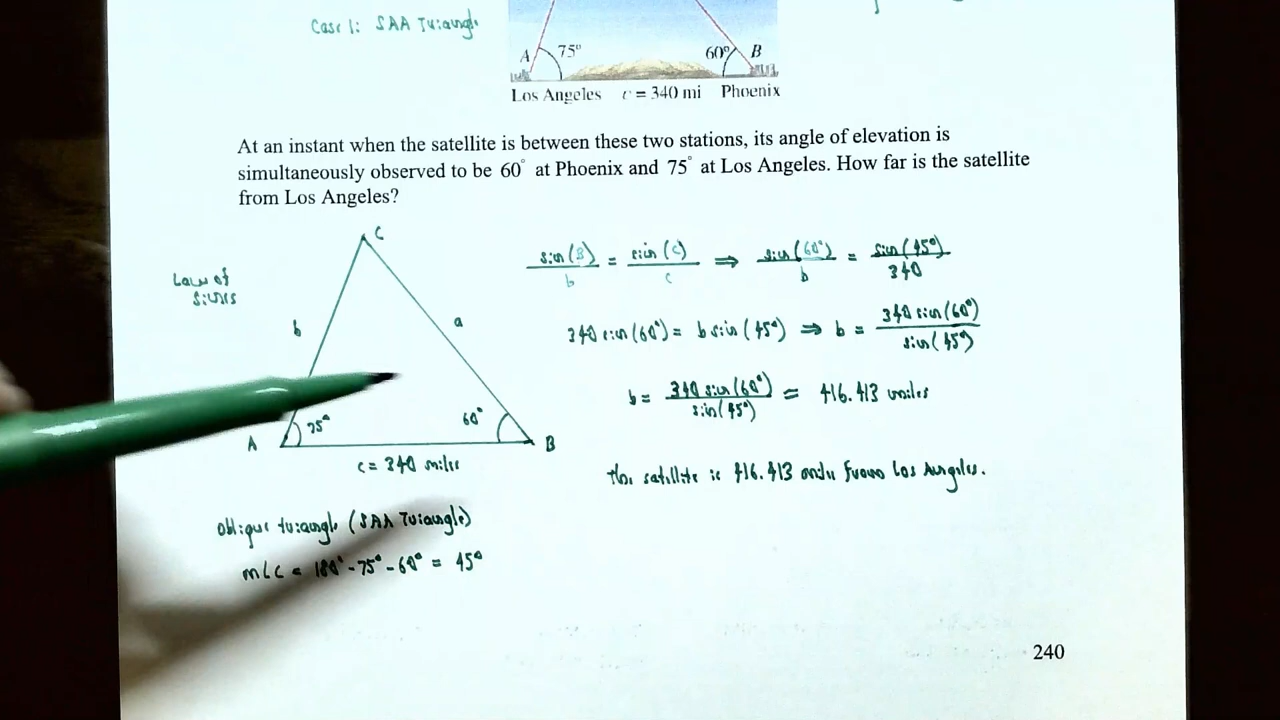 Case 1: SAA Triangle
A 75° 60° B
Los Angeles c = 340 mi Phoenix
At an instant when the satellite is between these two stations, its angle of elevation is
simultaneously observed to be 60° at Phoenix and 75° at Los Angeles. How far is the satellite
from Los Angeles?
Law of
Sines
C
b
a
A
75°
60°
B
c = 340 miles
Oblique triangle (SAA Triangle)
m∠C = 180° - 75° - 60° = 45°
sin(B)/b = sin(C)/c ⇒ sin(60°)/b = sin(45°)/340
340 sin(60°) = b sin(45°) ⇒ b = 340 sin(60°)/sin(45°)
b = 340 sin(60°)/sin(45°) = 416.413 miles
The satellite is 416.413 miles from Los Angeles.
240